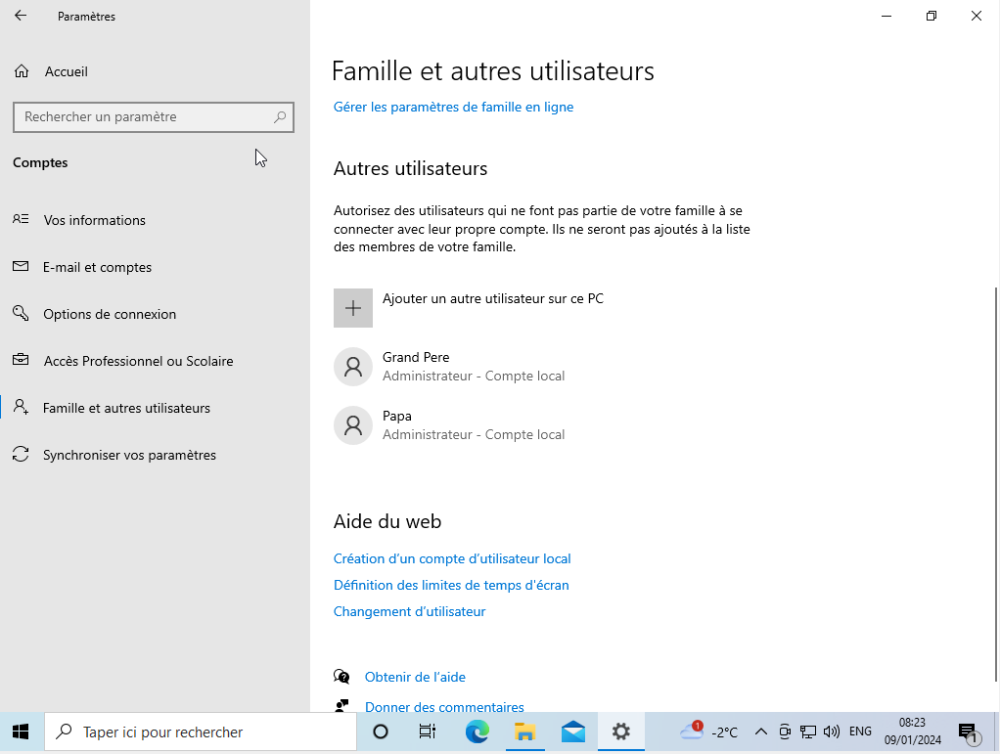 Paramètres
Accueil
Rechercher un paramètre
Comptes
Vos informations
E-mail et comptes
Options de connexion
Accès Professionnel ou Scolaire
Famille et autres utilisateurs
Synchroniser vos paramètres
Famille et autres utilisateurs
Gérer les paramètres de famille en ligne
Autres utilisateurs
Autorisez des utilisateurs qui ne font pas partie de votre famille à se
connecter avec leur propre compte. Ils ne seront pas ajoutés à la liste
des membres de votre famille.
Ajouter un autre utilisateur sur ce PC
Grand Pere
Administrateur - Compte local
Papa
Administrateur - Compte local
Aide du web
Création d'un compte d'utilisateur local
Définition des limites de temps d'écran
Changement d'utilisateur
Obtenir de l'aide
Donner des commentaires
Taper ici pour rechercher
1
-2°C
ENG
08:23
09/01/2024
1